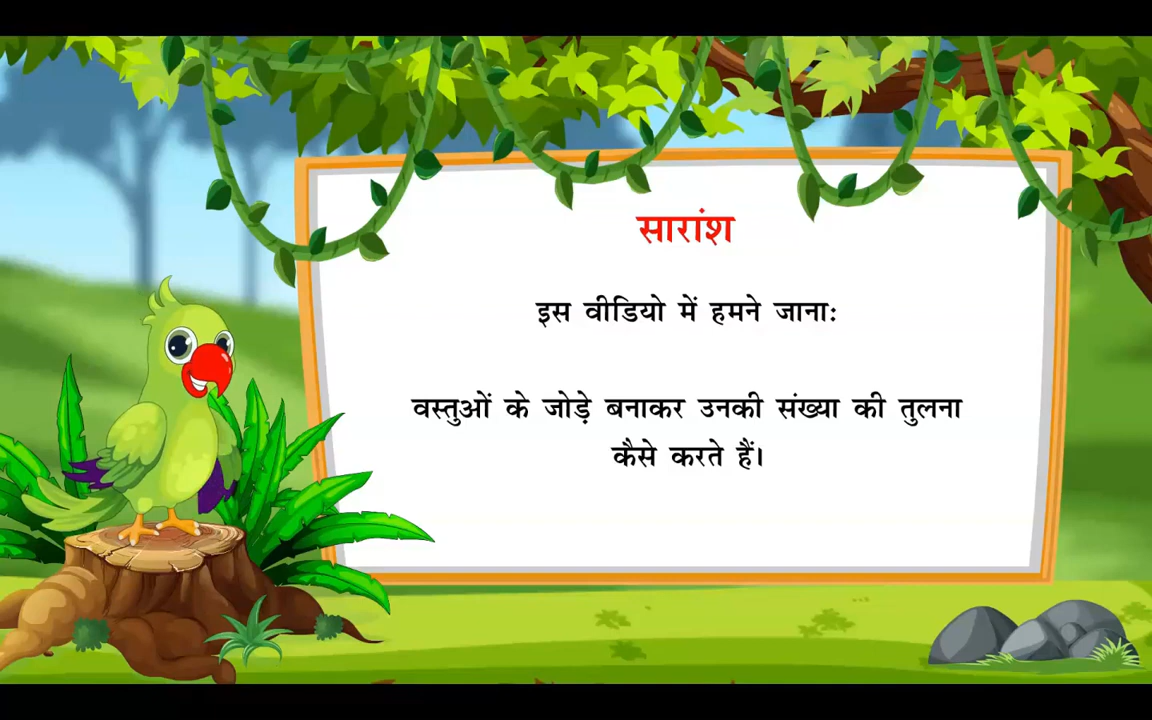 सारांश
इस वीडियो में हमने जाना:
वस्तुओं के जोड़े बनाकर उनकी संख्या की तुलना
कैसे करते हैं।